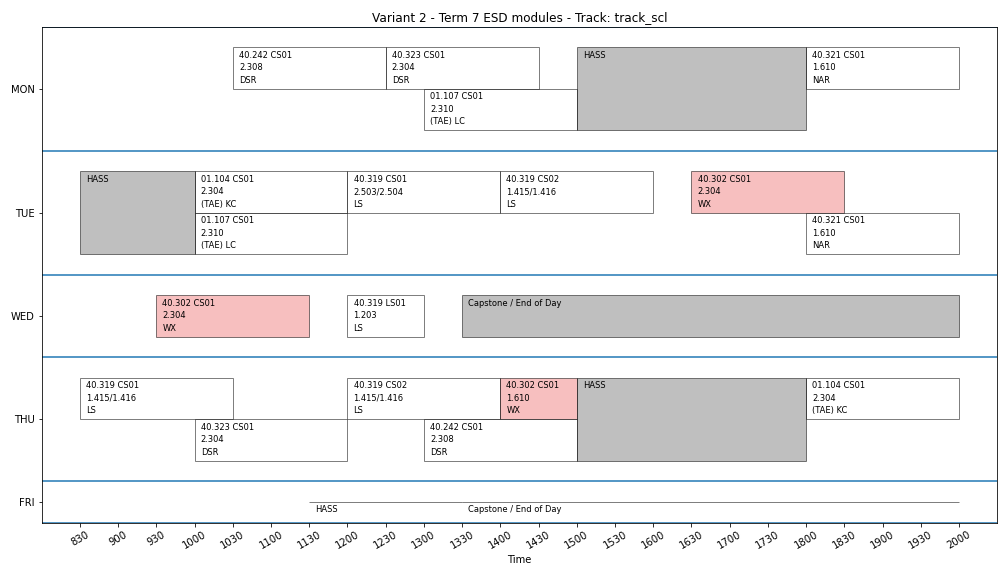 Variant 2 - Term 7 ESD modules - Track: track_scl
MON
40.242 CS01
2.308
DSR
40.323 CS01
2.304
DSR
01.107 CS01
2.310
(TAE) LC
HASS
40.321 CS01
1.610
NAR
TUE
HASS
01.104 CS01
2.304
(TAE) KC
01.107 CS01
2.310
(TAE) LC
40.319 CS01
2.503/2.504
LS
40.319 CS02
1.415/1.416
LS
40.302 CS01
2.304
WX
40.321 CS01
1.610
NAR
WED
40.302 CS01
2.304
WX
40.319 LS01
1.203
LS
Capstone / End of Day
THU
40.319 CS01
1.415/1.416
LS
40.323 CS01
2.304
DSR
40.319 CS02
1.415/1.416
LS
40.242 CS01
2.308
DSR
40.302 CS01
1.610
WX
HASS
01.104 CS01
2.304
(TAE) KC
FRI
HASS
Capstone / End of Day
830 900 930 1000 1030 1100 1130 1200 1230 1300 1330 1400 1430 1500 1600 1630 1700 1730 1800 1830 1900 1930 2000
Time